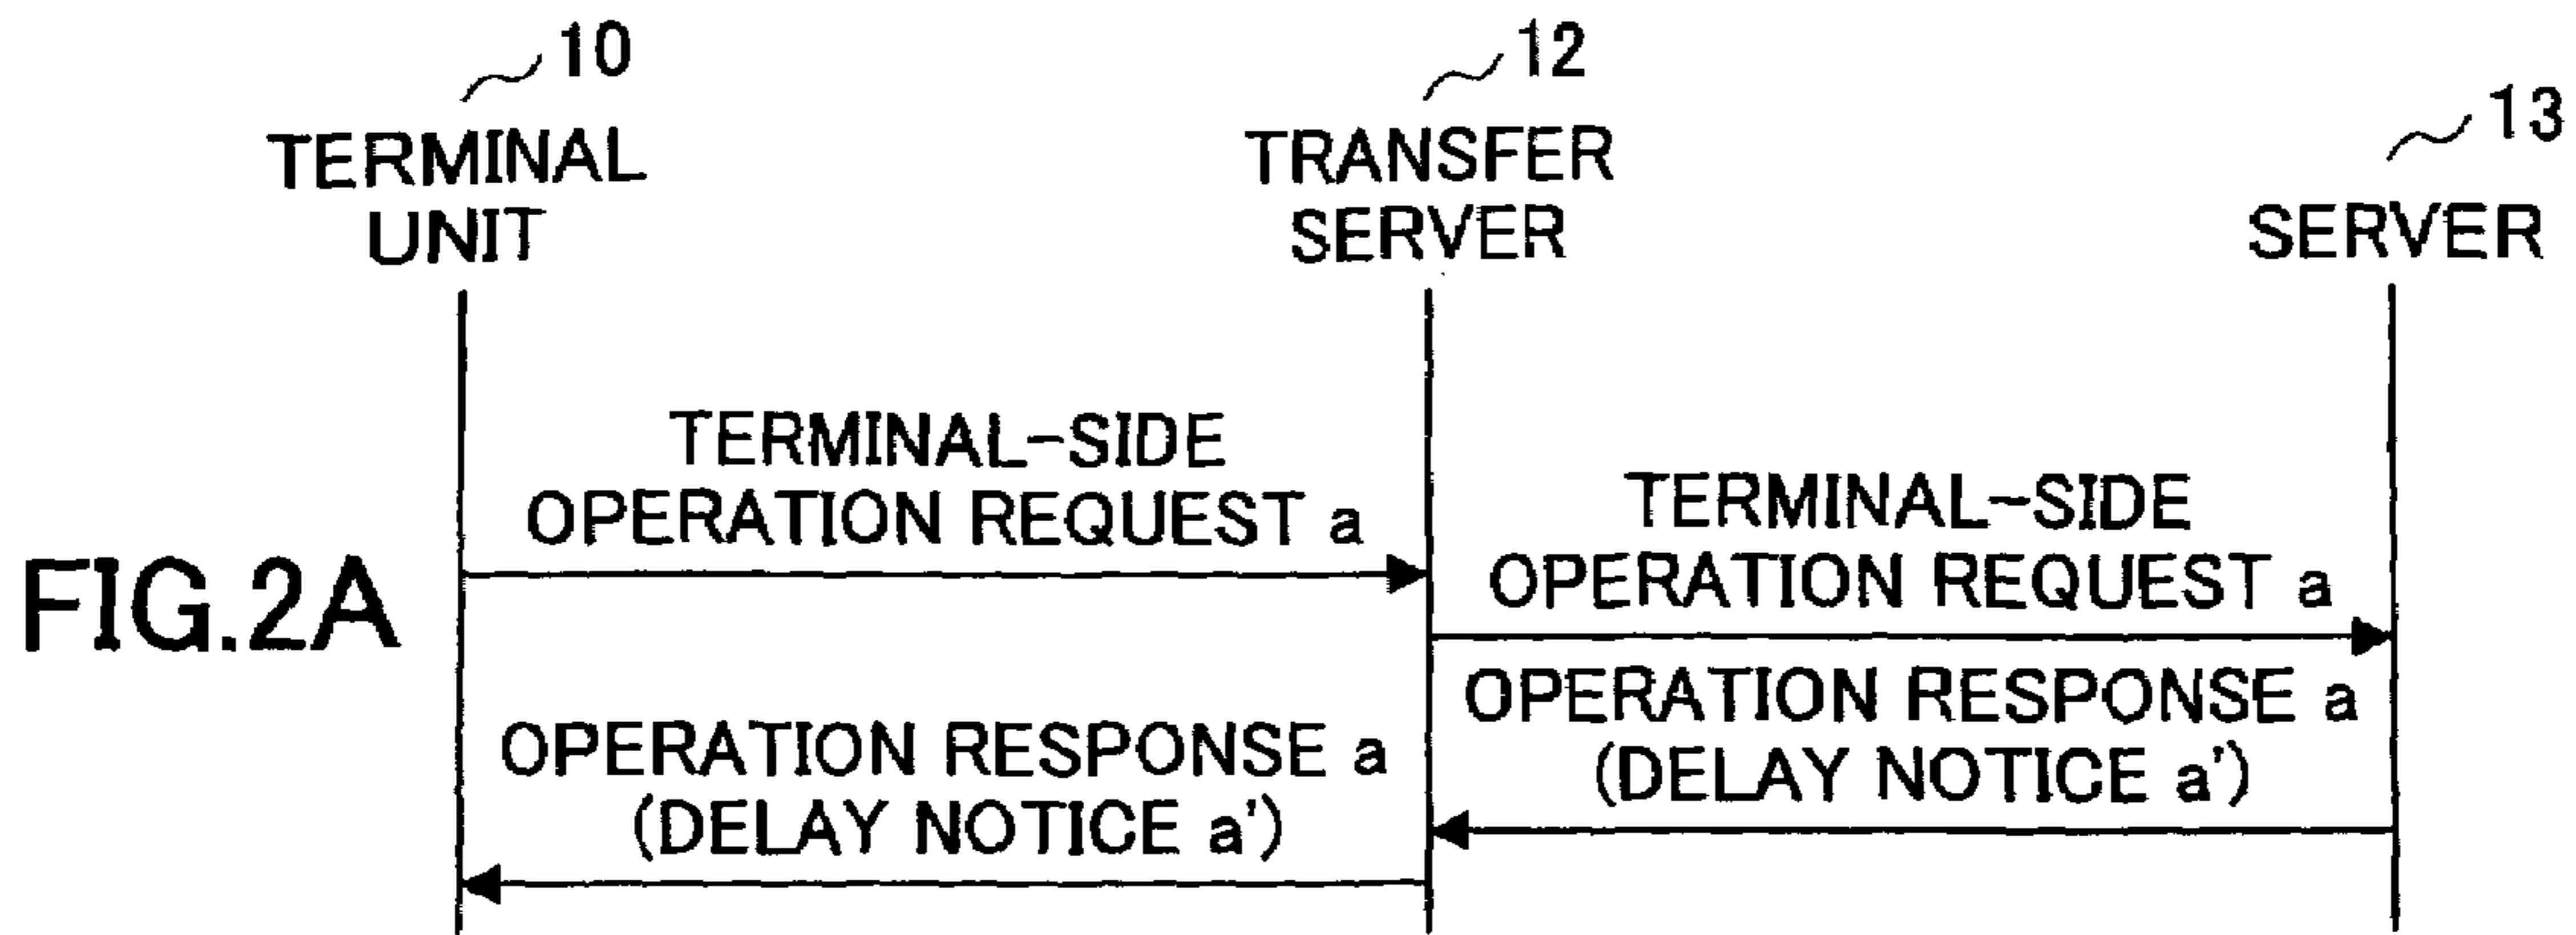 10
TERMINAL
UNIT
12
TRANSFER
SERVER
13
SERVER
TERMINAL-SIDE
OPERATION REQUEST a
TERMINAL-SIDE
OPERATION REQUEST a
FIG.2A
OPERATION RESPONSE a
(DELAY NOTICE a')
OPERATION RESPONSE a
(DELAY NOTICE a')